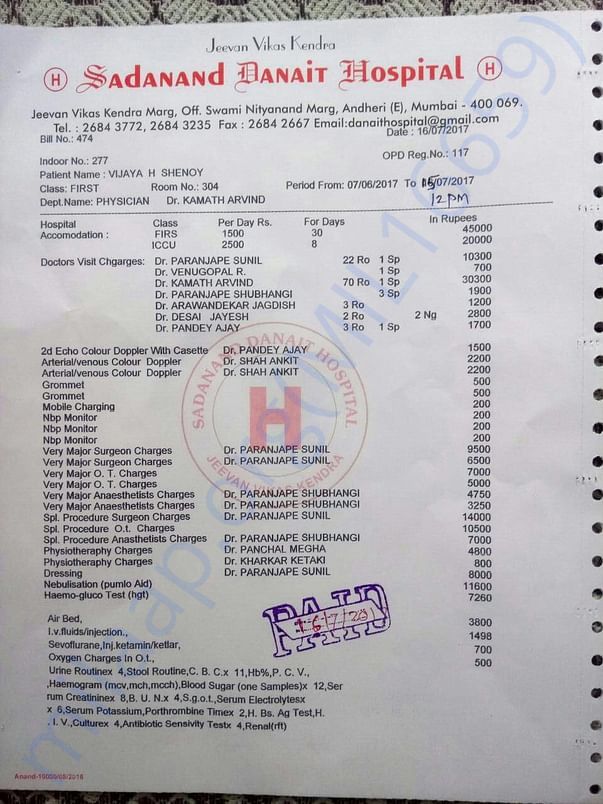 Jeevan Vikas Kendra
H Sadanand Danait Hospital H
Jeevan Vikas Kendra Marg, Off. Swami Nityanand Marg, Andheri (E), Mumbai - 400 069.
Tel. : 2684 3772, 2684 3235 Fax : 2684 2667 Email:danaithospital@gmail.com
Bill No.: 474 Date : 16/07/2017
Indoor No.: 277 OPD Reg.No.: 117
Patient Name : VIJAYA H SHENOY
Class: FIRST Room No.: 304 Period From: 07/06/2017 To 15/07/2017
Dept.Name: PHYSICIAN Dr. KAMATH ARVIND 12 PM
Hospital Class Per Day Rs. For Days In Rupees
Accomodation : FIRS 1500 30 45000
ICCU 2500 8 20000
Doctors Visit Chgarges: Dr. PARANJAPE SUNIL 22 Ro 1 Sp 10300
Dr. VENUGOPAL R. 1 Sp 700
Dr. KAMATH ARVIND 70 Ro 1 Sp 30300
Dr. PARANJAPE SHUBHANGI 3 Sp 1900
Dr. ARAWANDEKAR JAGDISH 3 Ro 1200
Dr. DESAI JAYESH 2 Ro 2 Ng 2800
Dr. PANDEY AJAY 3 Ro 1 Sp 1700
2d Echo Colour Doppler With Casette Dr. PANDEY AJAY 1500
Arterial/venous Colour Doppler Dr. SHAH ANKIT 2200
Arterial/venous Colour Doppler Dr. SHAH ANKIT 2200
Grommet 500
Grommet 500
Mobile Charging 200
Nbp Monitor 200
Nbp Monitor 200
Nbp Monitor 200
Very Major Surgeon Charges Dr. PARANJAPE SUNIL 9500
Very Major Surgeon Charges Dr. PARANJAPE SUNIL 6500
Very Major O. T. Charges 7000
Very Major O. T. Charges 5000
Very Major Anaesthetists Charges Dr. PARANJAPE SHUBHANGI 4750
Very Major Anaesthetists Charges Dr. PARANJAPE SHUBHANGI 3250
Spl. Procedure Surgeon Charges Dr. PARANJAPE SUNIL 14000
Spl. Procedure O.t. Charges 10500
Spl. Procedure Anasthetists Charges Dr. PARANJAPE SHUBHANGI 7000
Physiotheraphy Charges Dr. PANCHAL MEGHA 4800
Physiotheraphy Charges Dr. KHARKAR KETAKI 800
Dressing Dr. PARANJAPE SUNIL 8000
Nebulisation (pumlo Aid) 11600
Haemo-gluco Test (hgt) 7260
SADANAND DANAIT HOSPITAL
H
JEEVAN VIKAS KENDRA
PAID
Air Bed, 3800
I.v.fluids/injection., 1498
Sevoflurane,Inj.ketamin/ketlar, 700
Oxygen Charges In O.t., 500
Urine Routinex 4,Stool Routine,C. B. C.x 11,Hb%,P. C. V.,
,Haemogram (mcv,mch,mcch),Blood Sugar (one Samples)x 12,Ser
rum Creatininex 8,B. U. N.x 4,S.g.o.t.,Serum Electrolytesx
x 6,Serum Potassium,Porthrombine Timex 2,H. Bs. Ag Test,H.
. I. V.,Culturex 4,Antibiotic Sensivity Testx 4,Renal(rft)